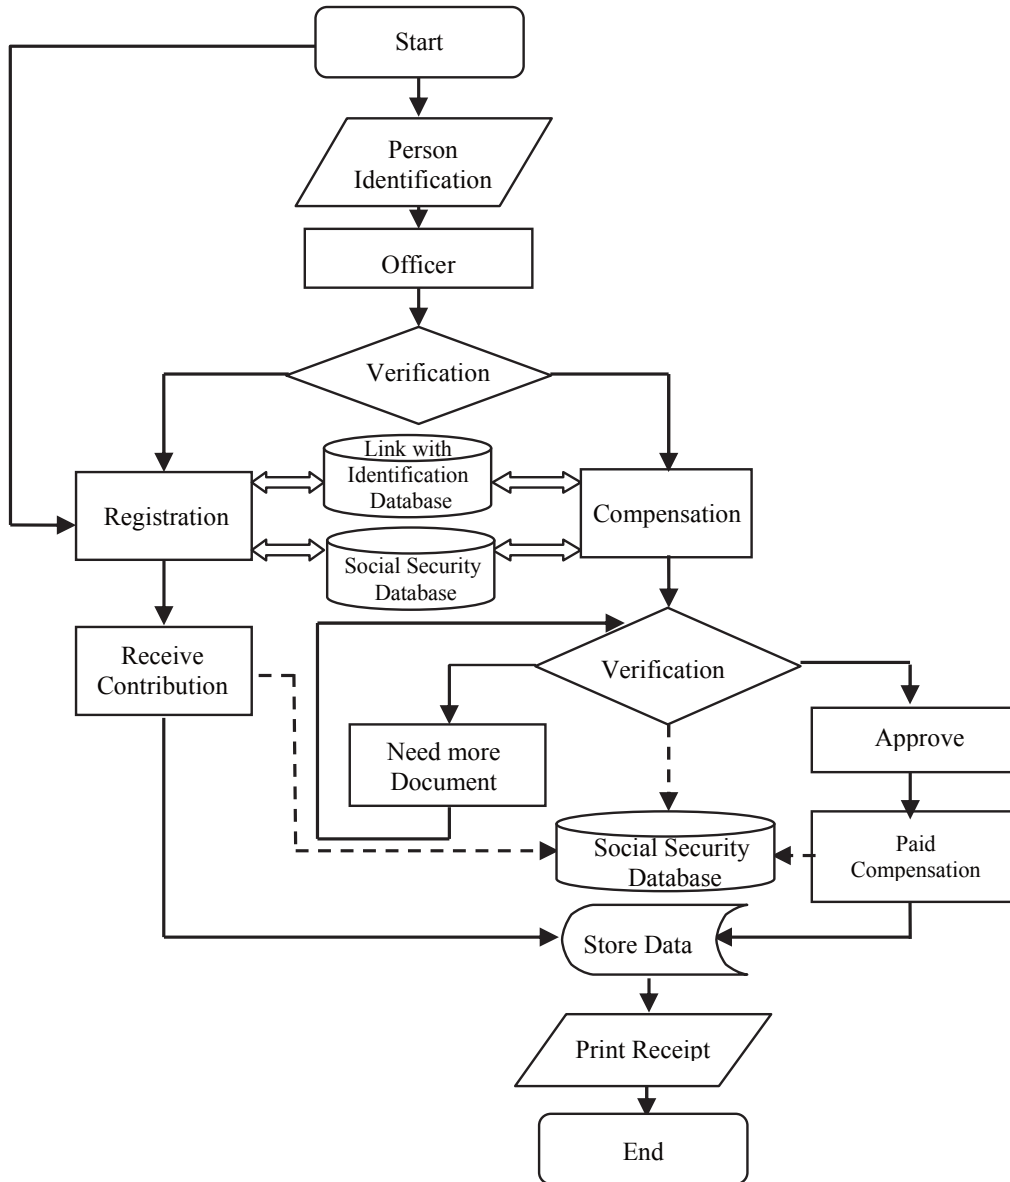 Start
Person
Identification
Officer
Verification
Link with
Identification
Database
Registration
Compensation
Social Security
Database
Receive
Contribution
Verification
Need more
Document
Approve
Social Security
Database
Paid
Compensation
Store Data
Print Receipt
End